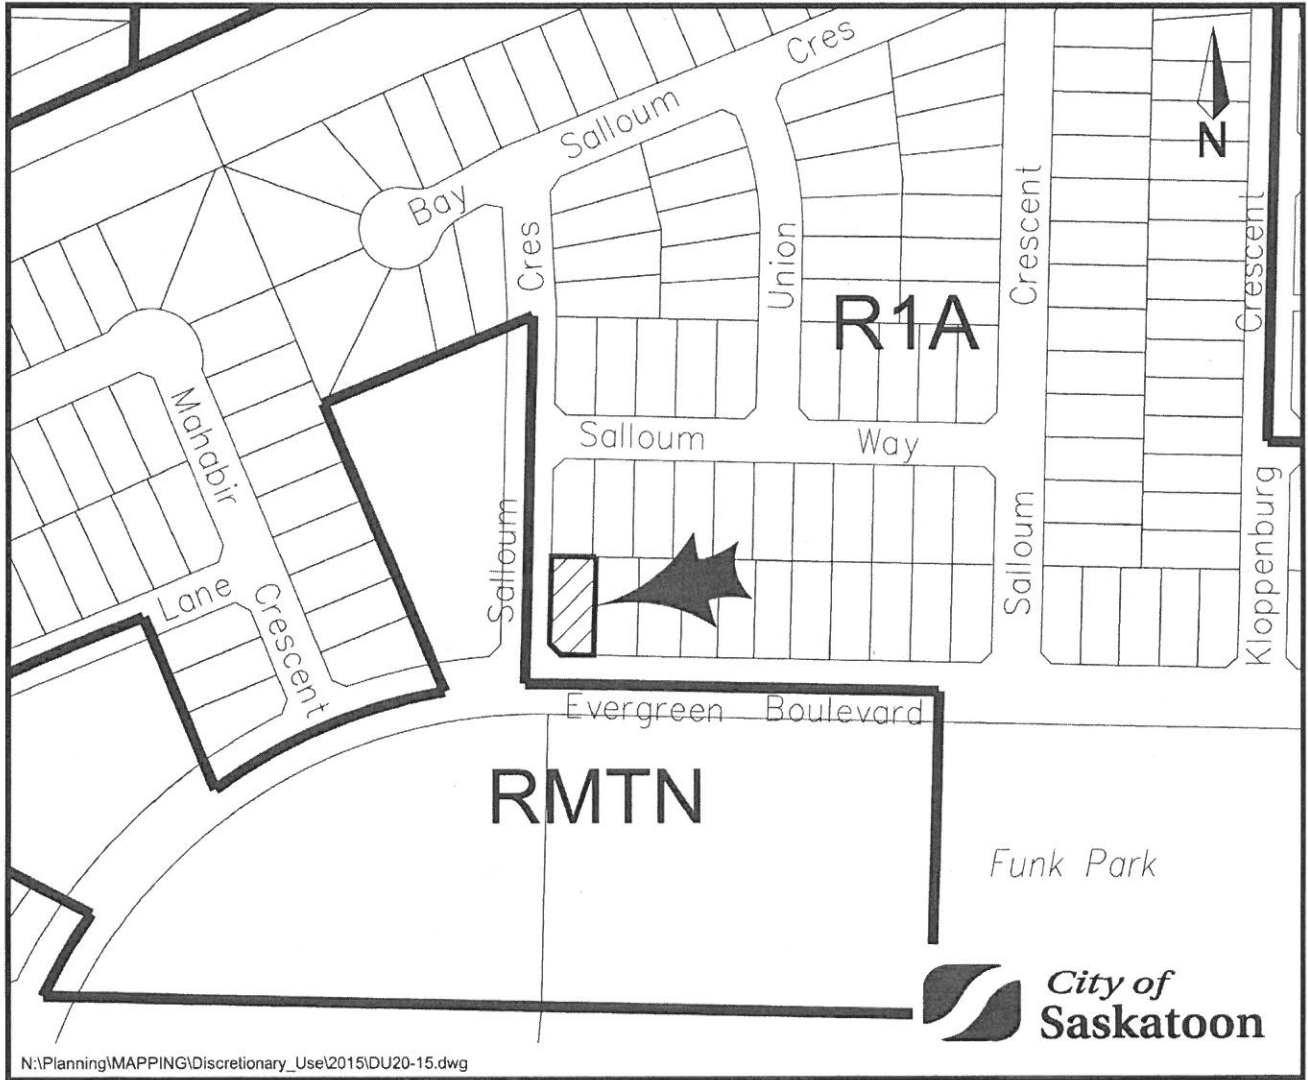 Cres
Salloum
N
Bay
Cres
Union
Crescent
Crescent
R1A
Mahabir
Salloum Way
Salloum
Salloum
Kloppenburg
Lane
Crescent
Evergreen Boulevard
RMTN
Funk Park
City of
Saskatoon
N:\Planning\MAPPING\Discretionary_Use\2015\DU20-15.dwg